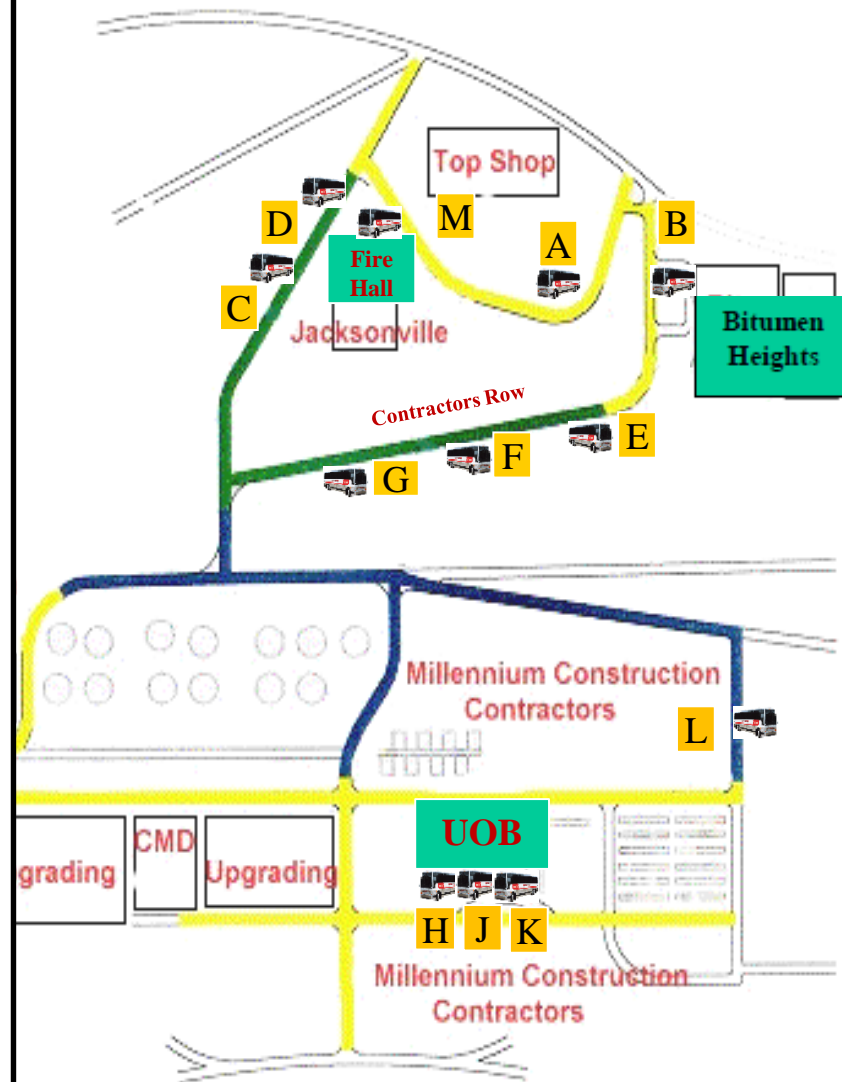 Top Shop
D
M
B
A
Fire
Hall
C
Jacksonville
Bitumen
Heights
Contractors Row
E
F
G
Millennium Construction
Contractors
L
UOB
CMD
grading
Upgrading
H
J
K
Millennium Construction
Contractors